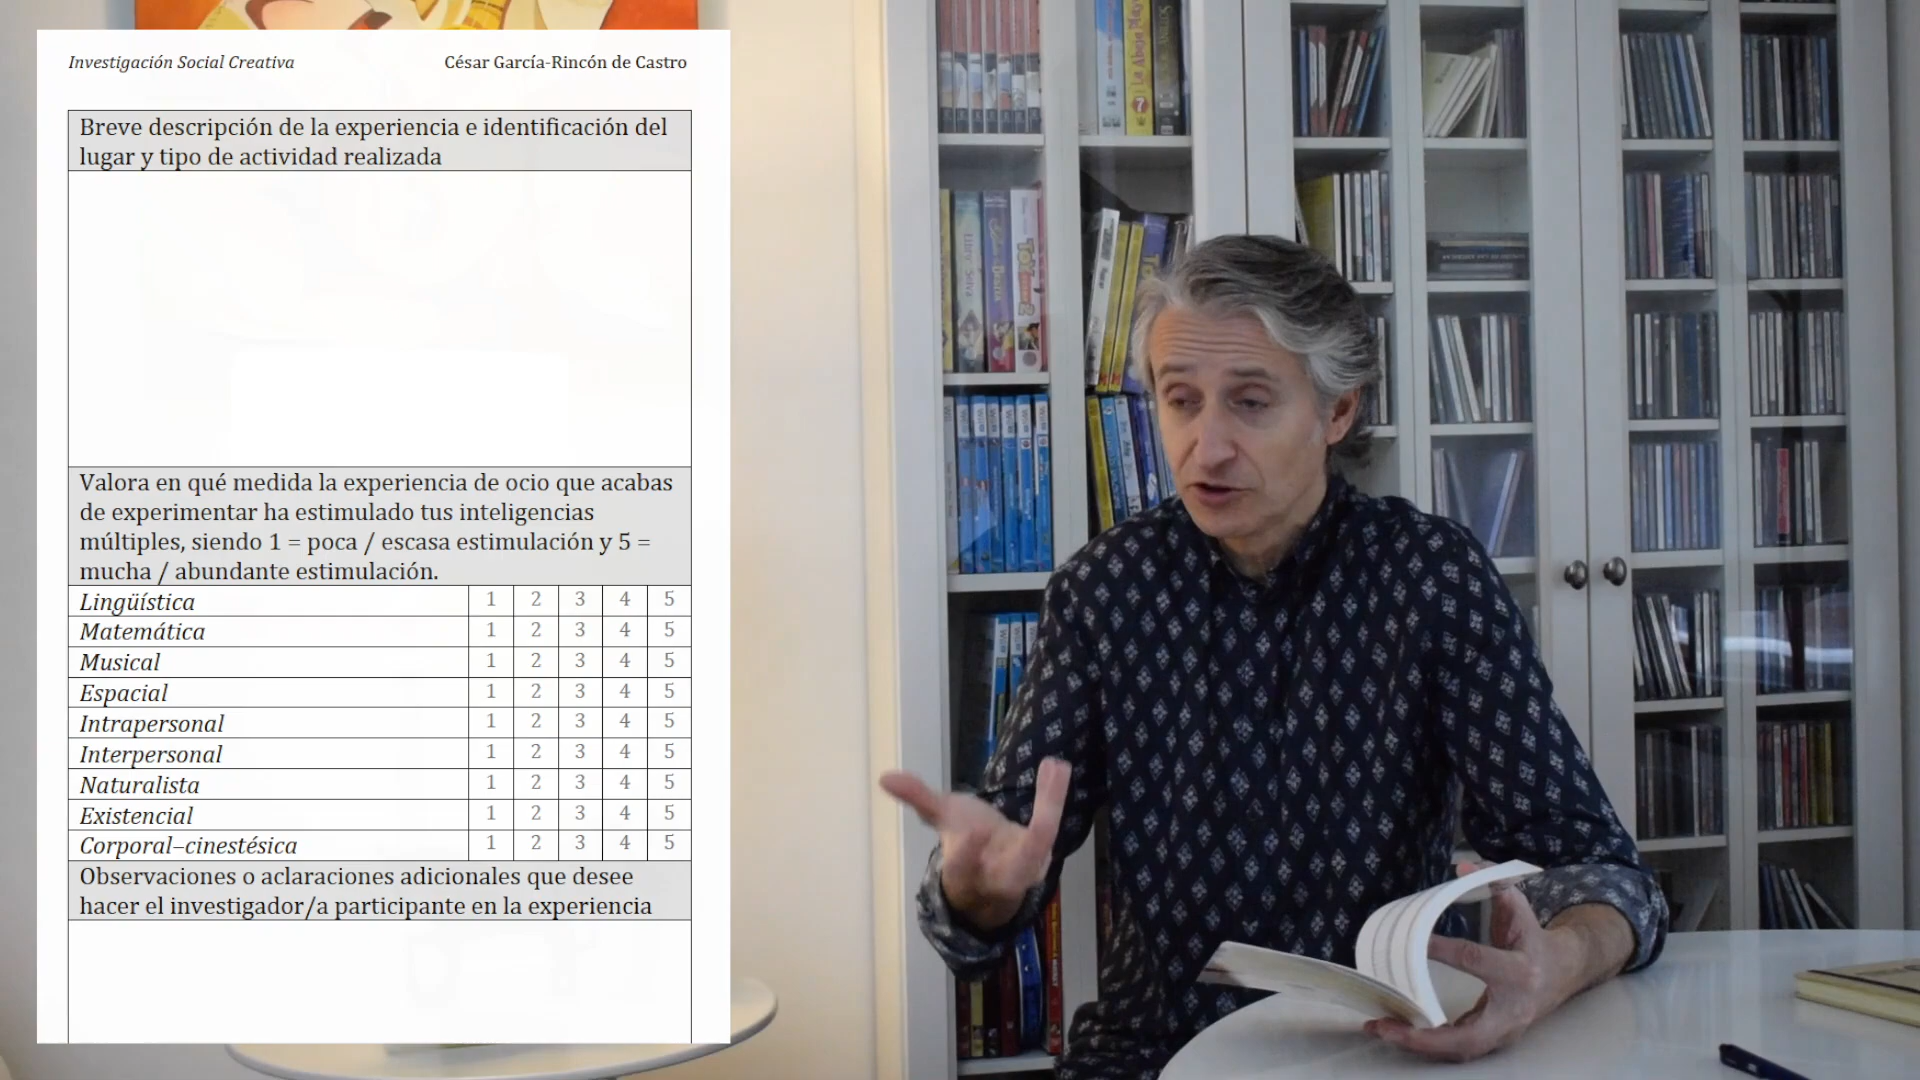 Investigación Social Creativa
César García-Rincón de Castro
Breve descripción de la experiencia e identificación del
lugar y tipo de actividad realizada
Valora en qué medida la experiencia de ocio que acabas
de experimentar ha estimulado tus inteligencias
múltiples, siendo 1 = poca / escasa estimulación y 5 =
mucha / abundante estimulación.
Lingüística 1 2 3 4 5
Matemática 1 2 3 4 5
Musical 1 2 3 4 5
Espacial 1 2 3 4 5
Intrapersonal 1 2 3 4 5
Interpersonal 1 2 3 4 5
Naturalista 1 2 3 4 5
Existencial 1 2 3 4 5
Corporal–cinestésica 1 2 3 4 5
Observaciones o aclaraciones adicionales que desee
hacer el investigador/a participante en la experiencia
La Abeja
7
TOY
2